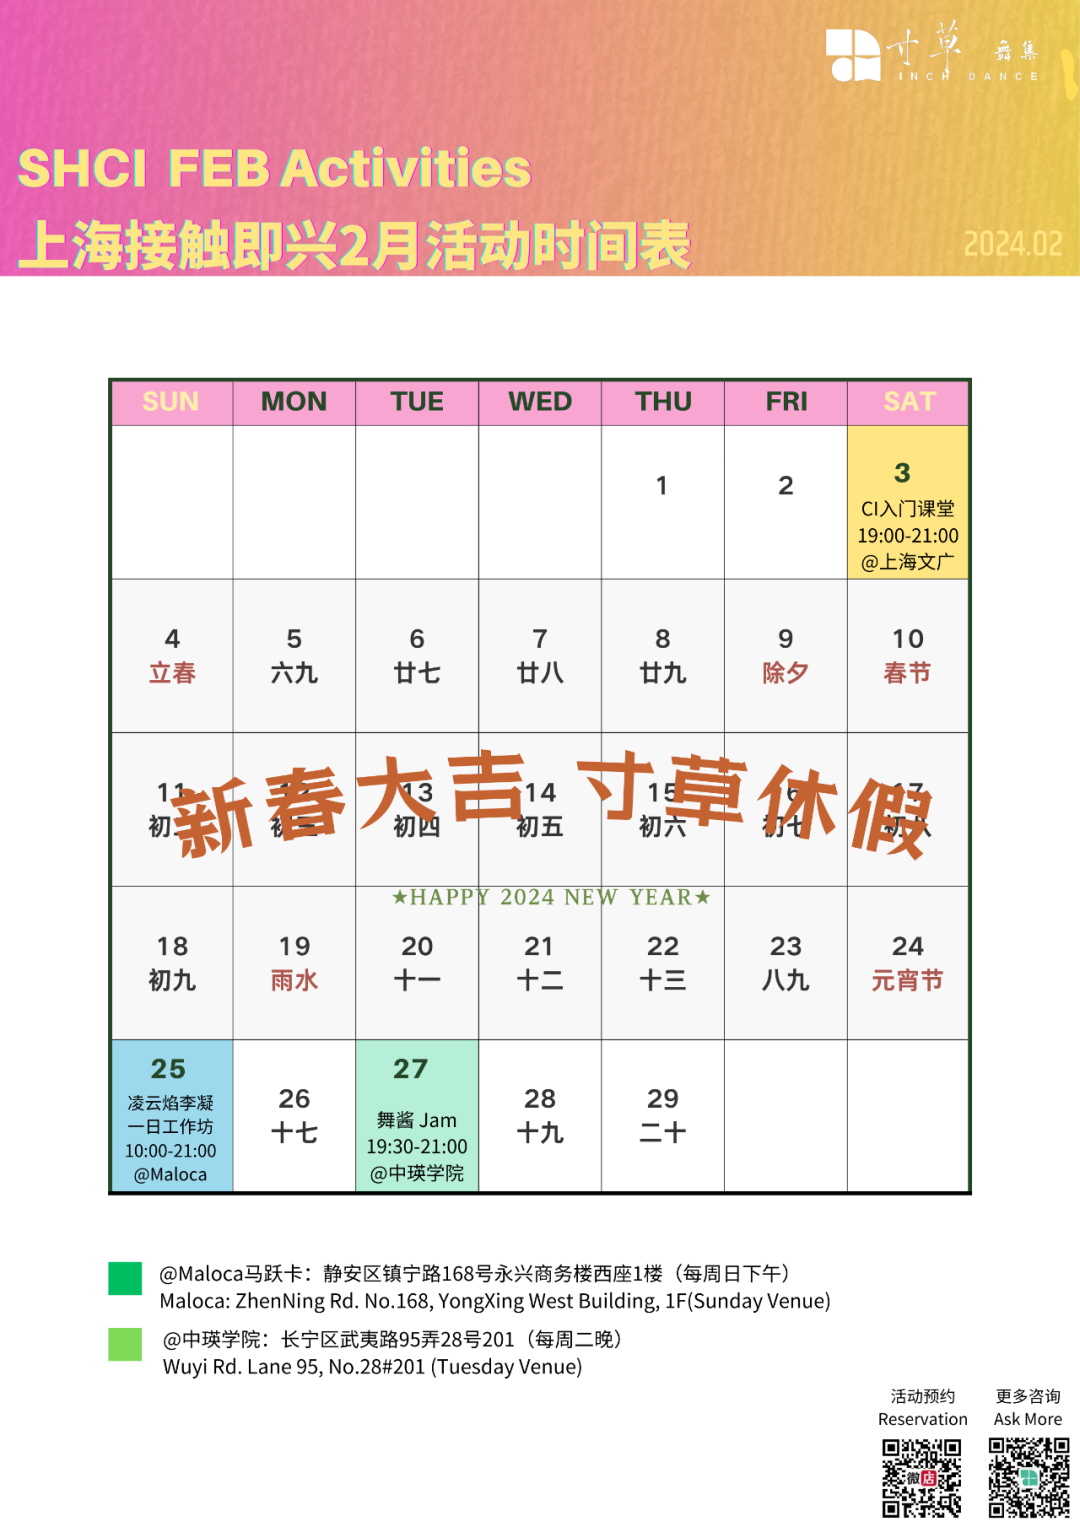 寸草 舞集
INCH DANCE
SHCI FEB Activities
上海接触即兴2月活动时间表
2024.02
SUN MON TUE WED THU FRI SAT
1 2 3
CI入门课堂
19:00-21:00
@上海文广
4 5 6 7 8 9 10
立春 六九 廿七 廿八 廿九 除夕 春节
新春大吉 寸草休假
11 13 14 15 17
初 初四 初五 初六 初七 初八
★HAPPY 2024 NEW YEAR★
18 19 20 21 22 23 24
初九 雨水 十一 十二 十三 八九 元宵节
25 26 27 28 29
十七 十九 二十
凌云焰李凝
一日工作坊
10:00-21:00
@Maloca
舞酱 Jam
19:30-21:00
@中瑛学院
@Maloca马跃卡：静安区镇宁路168号永兴商务楼西座1楼（每周日下午）
Maloca: ZhenNing Rd. No.168, YongXing West Building, 1F(Sunday Venue)
@中瑛学院：长宁区武夷路95弄28号201（每周二晚）
Wuyi Rd. Lane 95, No.28#201 (Tuesday Venue)
活动预约 更多咨询
Reservation Ask More
微店